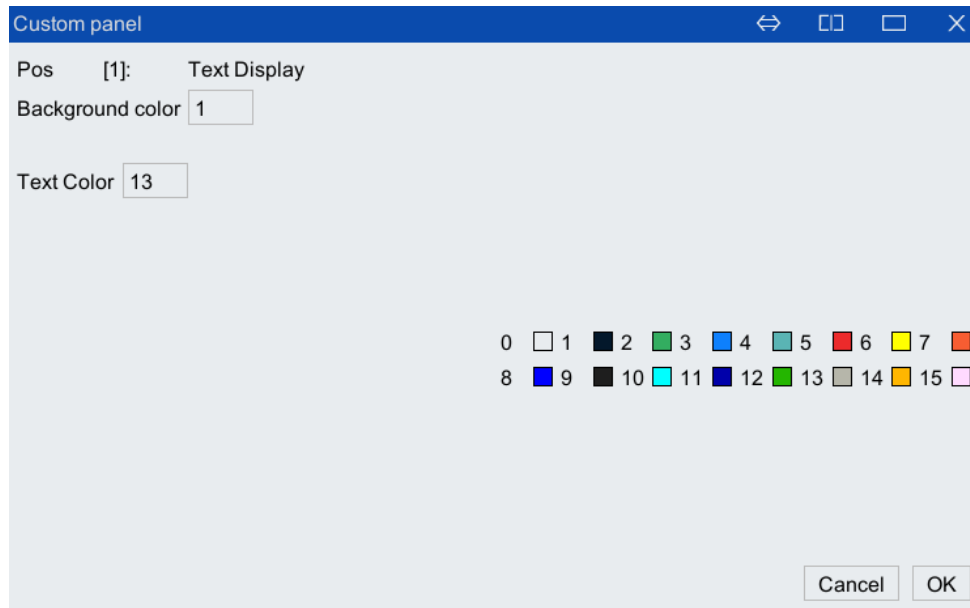 Custom panel
Pos [1]: Text Display
Background color 1
Text Color 13
0 1 2 3 4 5 6 7
8 9 10 11 12 13 14 15
Cancel OK